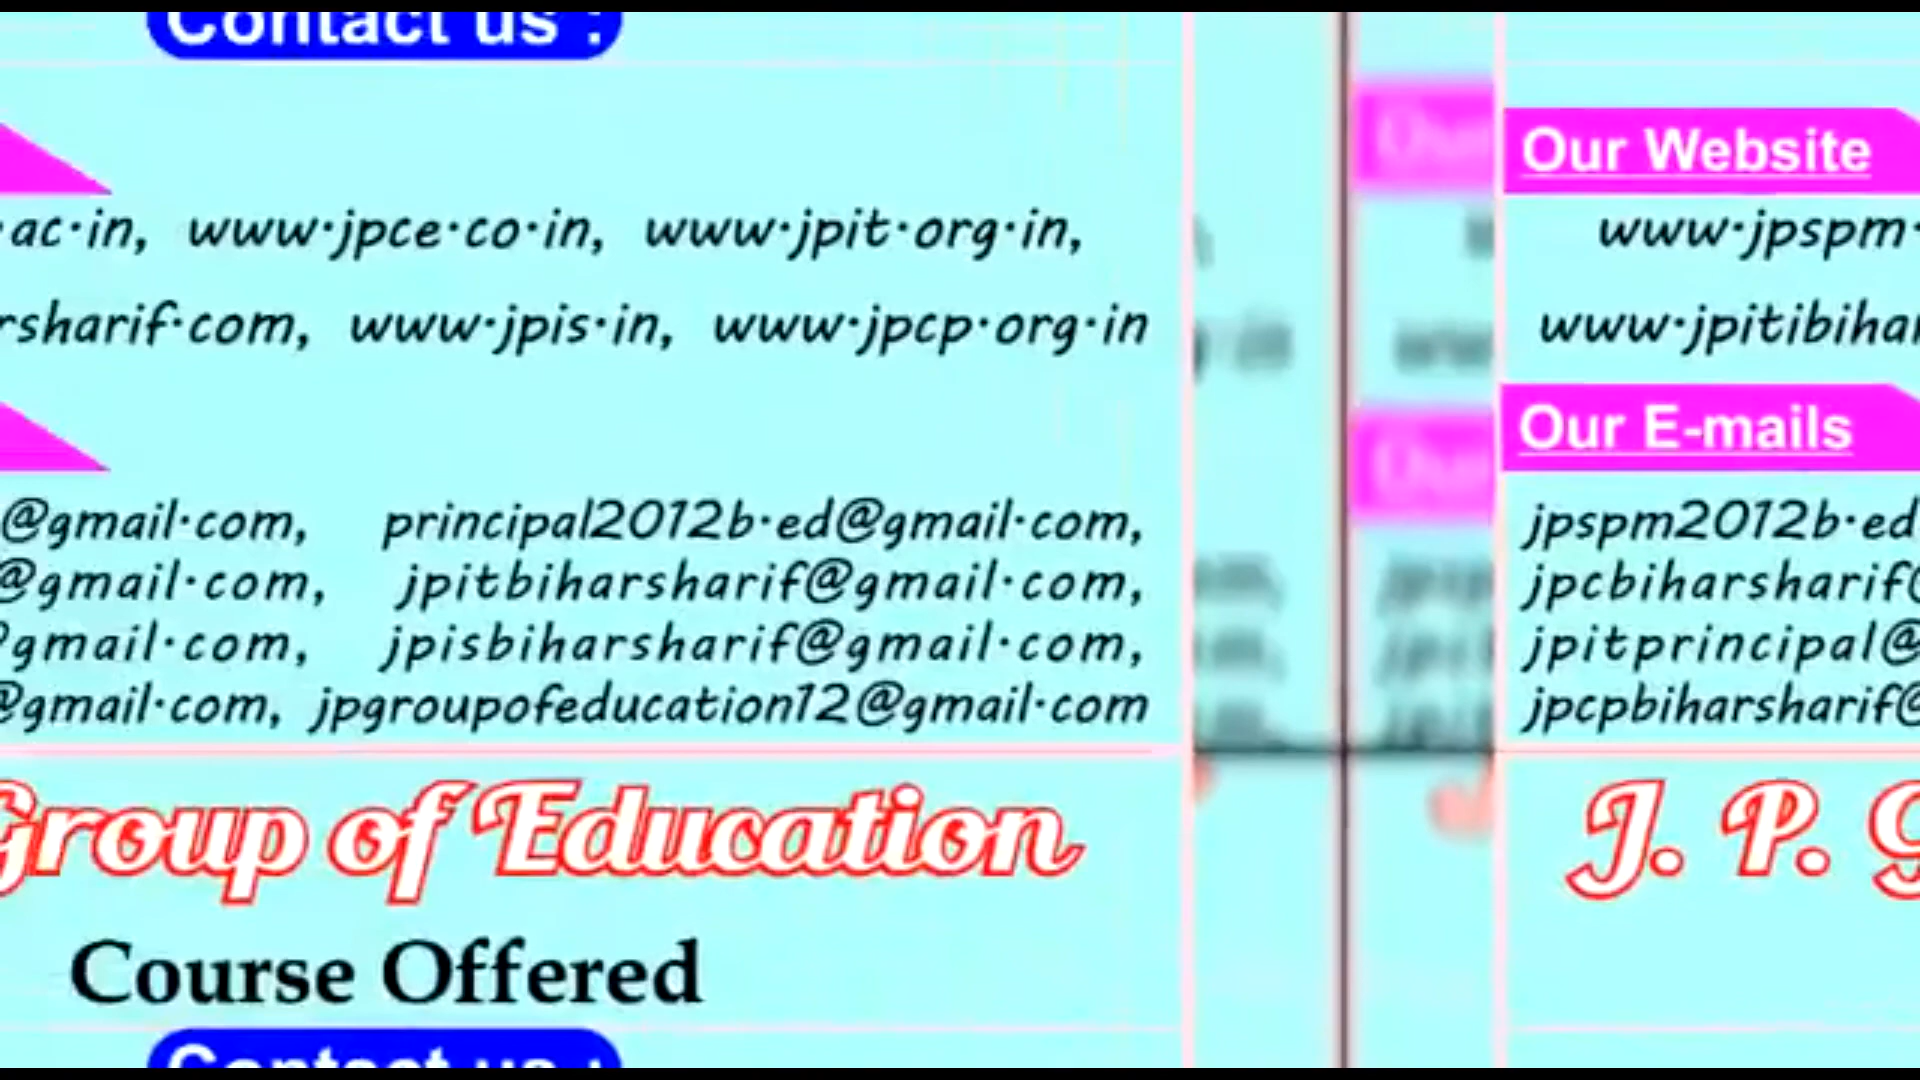 Contact us :
·ac·in, www·jpce·co·in, www·jpit·org·in,
rsharif·com, www·jpis·in, www·jpcp·org·in
@gmail·com, principal2012b·ed@gmail·com,
@gmail·com, jpitbiharsharif@gmail·com,
@gmail·com, jpisbiharsharif@gmail·com,
@gmail·com, jpgroupofeducation12@gmail·com
Group of Education
Course Offered
Contact us :
Our Website
www·jpspm·
www·jpitibihar
Our E-mails
jpspm2012b·ed
jpcbiharsharif@
jpitprincipal@
jpcpbiharsharif@
J. P. G